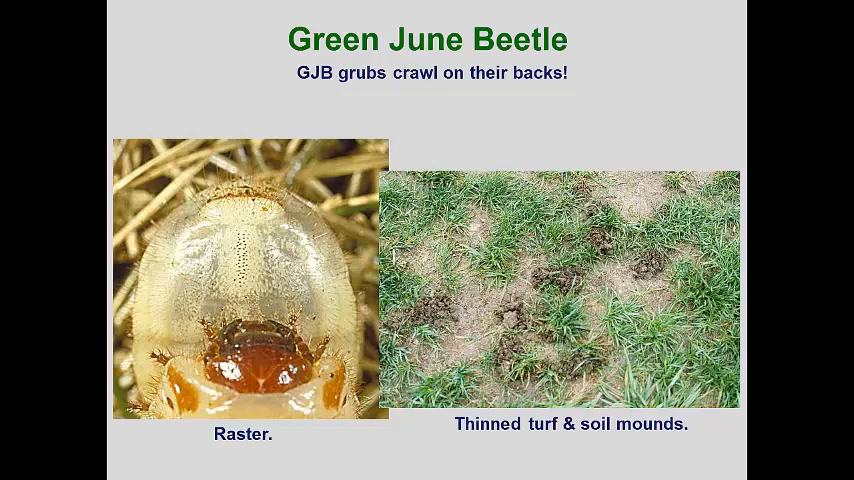 Green June Beetle
GJB grubs crawl on their backs!
Raster.
Thinned turf & soil mounds.